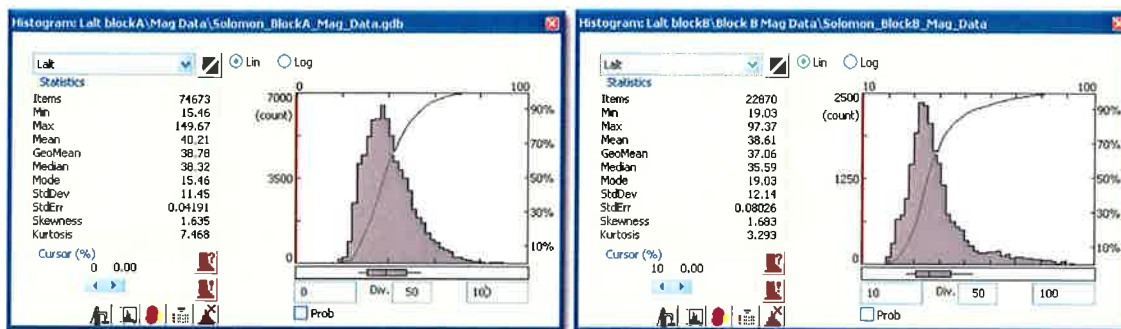 Histogram: Lalt blockA\Mag Data\Solomon_BlockA_Mag_Data.gdb
Lalt
Lin
Log
Statistics
Items 74673
Min 15.46
Max 149.67
Mean 40.21
GeoMean 38.78
Median 38.32
Mode 15.46
StdDev 11.45
StdErr 0.04191
Skewness 1.635
Kurtosis 7.468
Cursor (%)
0 0.00
0 100
7000
(count)
3500
0
90%
70%
50%
30%
10%
0 Div. 50 100
Prob
Histogram: Lalt blockB\Block B Mag Data\Solomon_BlockB_Mag_Data
Lalt
Lin
Log
Statistics
Items 22870
Min 19.03
Max 97.37
Mean 38.61
GeoMean 37.06
Median 35.59
Mode 19.03
StdDev 12.14
StdErr 0.08026
Skewness 1.683
Kurtosis 3.293
Cursor (%)
10 0.00
10 100
2500
(count)
1250
0
90%
70%
50%
30%
10%
10 Div. 50 100
Prob